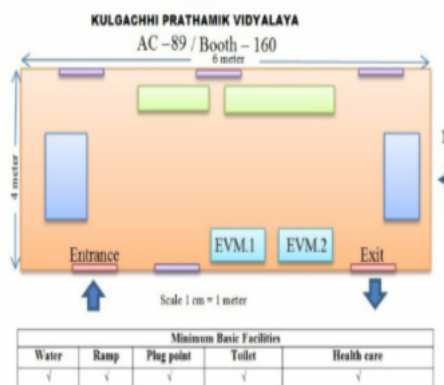 KULGACHHI PRATHAMIK VIDYALAYA
AC –89 / Booth – 160
6 meter
4 meter
EVM.1 EVM.2
Entrance Exit
Scale 1 cm = 1 meter
Minimum Basic Facilities
Water Ramp Plug point Toilet Health care
√ √ √ √ √